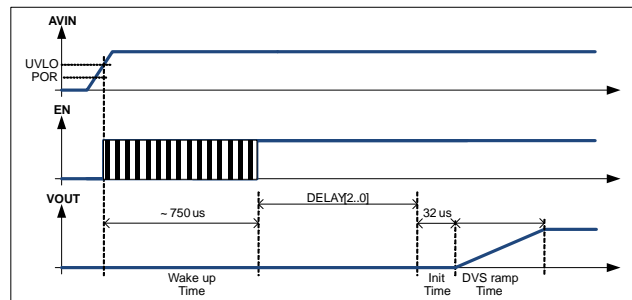 AVIN
UVLO
POR
EN
VOUT
~ 750 us
DELAY[2..0]
32 us
Wake up
Time
Init
Time
DVS ramp
Time